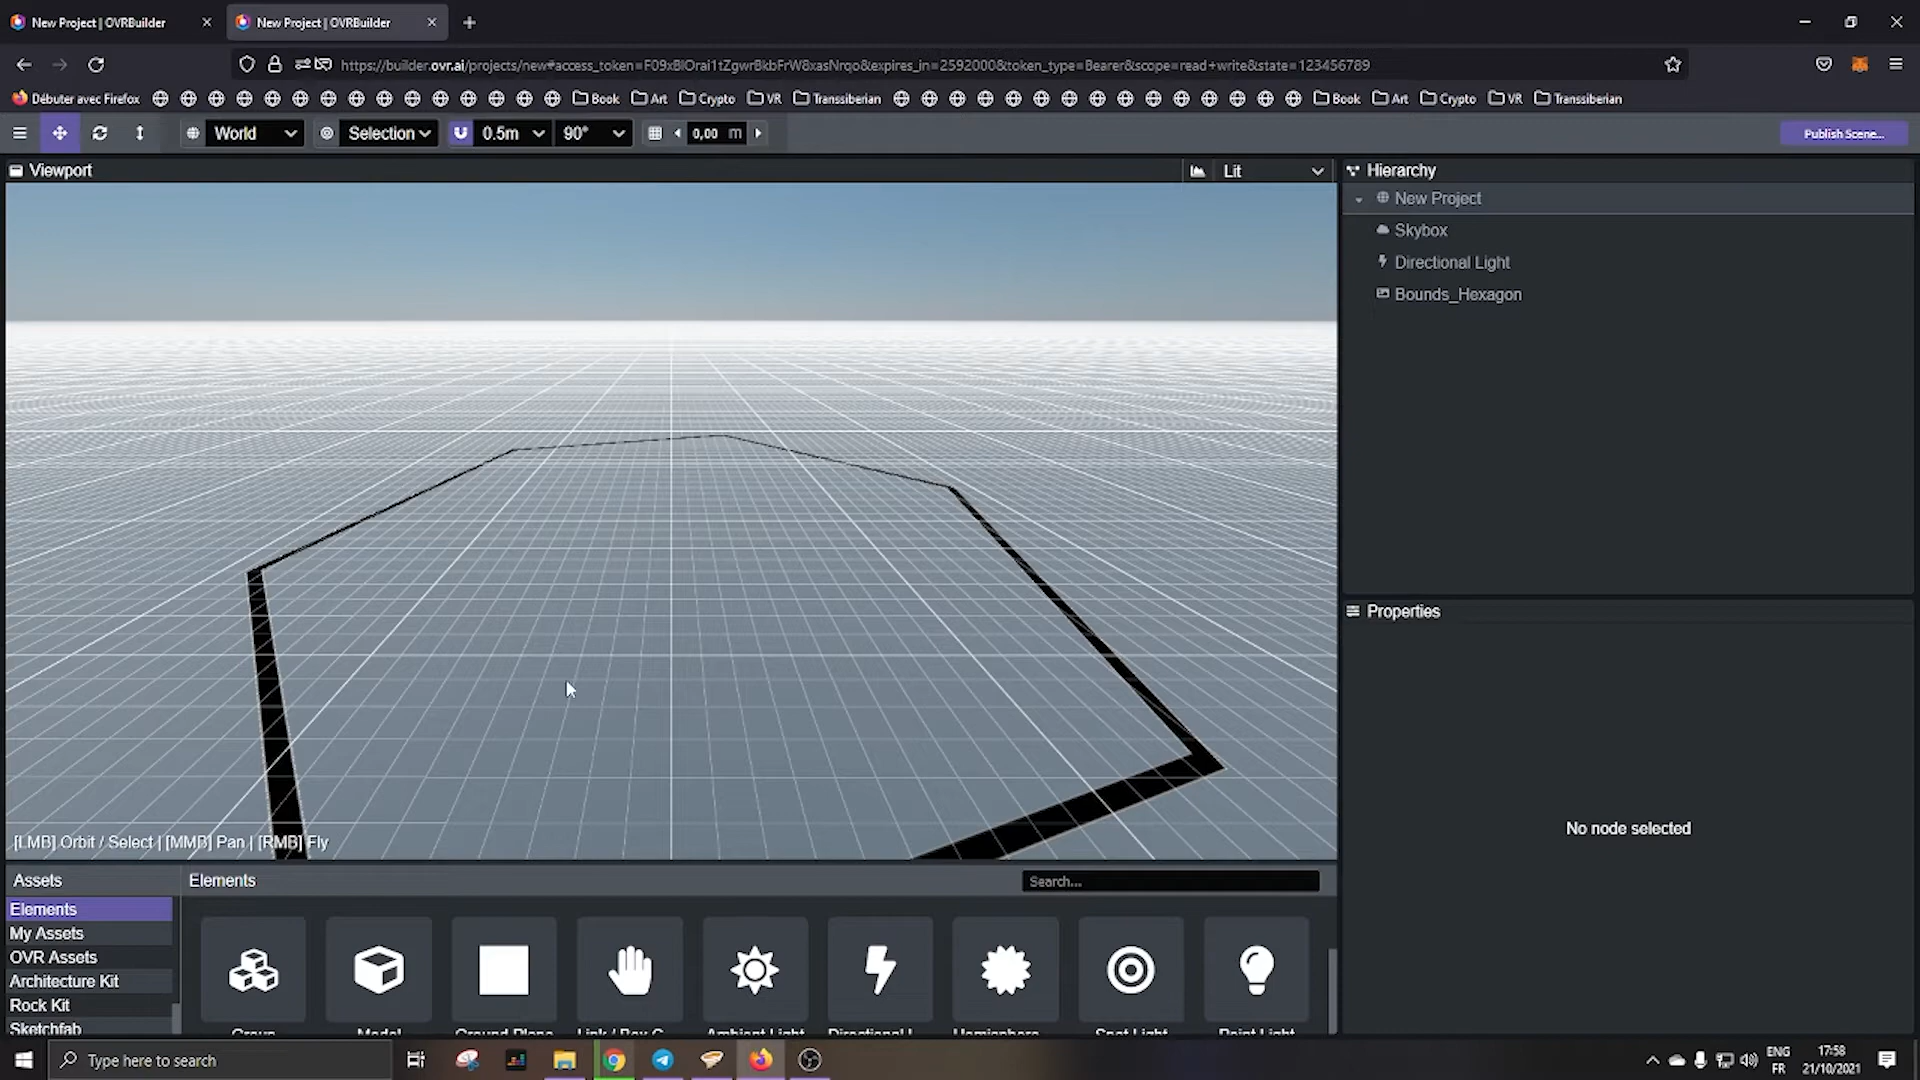 New Project | OVRBuilder
New Project | OVRBuilder
https://builder.ovr.ai/projects/new#access_token=F09xBlOrai1tZgwrBkbFrW8xasNrqo&expires_in=2592000&token_type=Bearer&scope=read+write&state=123456789
Débuter avec Firefox Book Art Crypto VR Transsiberian Book Art Crypto VR Transsiberian
World Selection 0.5m 90° 0,00 m Publish Scene...
Viewport Lit
Hierarchy
New Project
Skybox
Directional Light
Bounds_Hexagon
Properties
No node selected
[LMB] Orbit / Select | [MMB] Pan | [RMB] Fly
Assets Elements Search...
Elements
My Assets
OVR Assets
Architecture Kit
Rock Kit
Sketchfab
Group Model Ground Plane Link / Box C... Ambient Light Directional L... Hemisphere... Spot Light Point Light
Type here to search
ENG
FR
17:58
21/10/2021